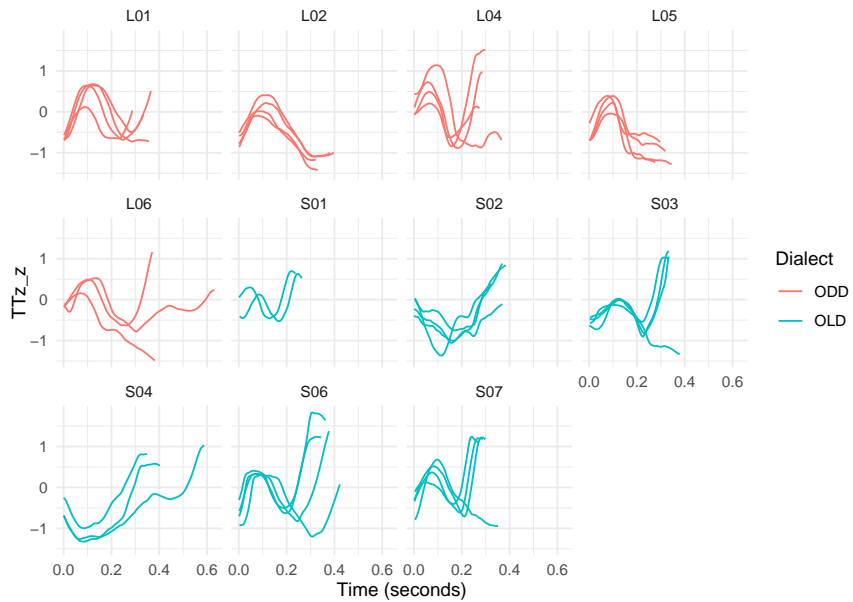 L01 L02 L04 L05
1
0
−1
L06 S01 S02 S03
1
0
−1
0.0 0.2 0.4 0.6
S04 S06 S07
1
0
−1
0.0 0.2 0.4 0.6 0.0 0.2 0.4 0.6 0.0 0.2 0.4 0.6
Time (seconds)
TTz_z
Dialect
ODD
OLD